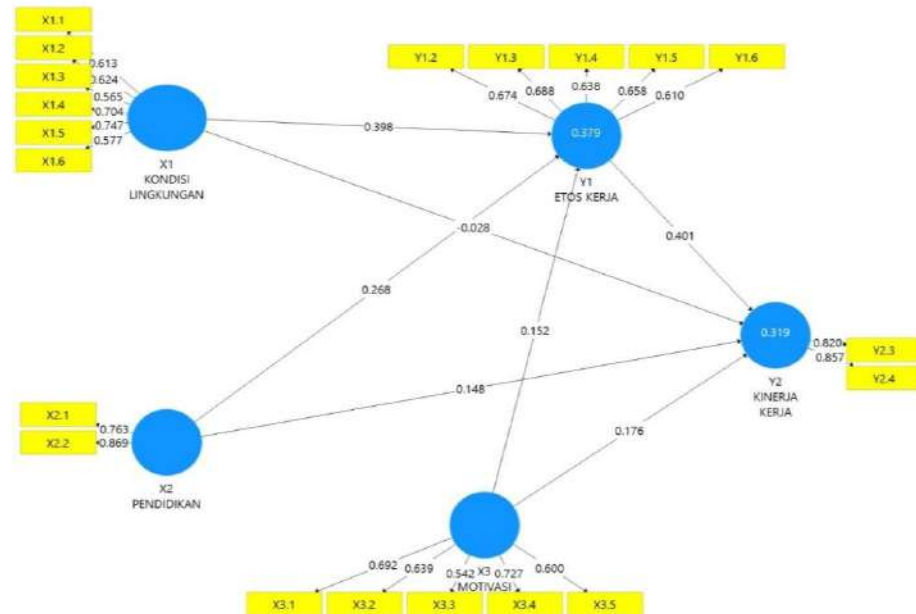 X1.1
X1.2
X1.3
X1.4
X1.5
X1.6
0.613
0.624
0.565
0.704
0.747
0.577
X1
KONDISI
LINGKUNGAN
Y1.2
Y1.3
Y1.4
Y1.5
Y1.6
0.674
0.688
0.638
0.658
0.610
0.379
Y1
ETOS KERJA
0.398
-0.028
0.401
0.268
0.152
0.148
0.176
0.319
0.820
0.857
Y2.3
Y2.4
Y2
KINERJA
KERJA
X2.1
X2.2
0.763
0.869
X2
PENDIDIKAN
X3
MOTIVASI
0.692
0.639
0.542
0.727
0.600
X3.1
X3.2
X3.3
X3.4
X3.5